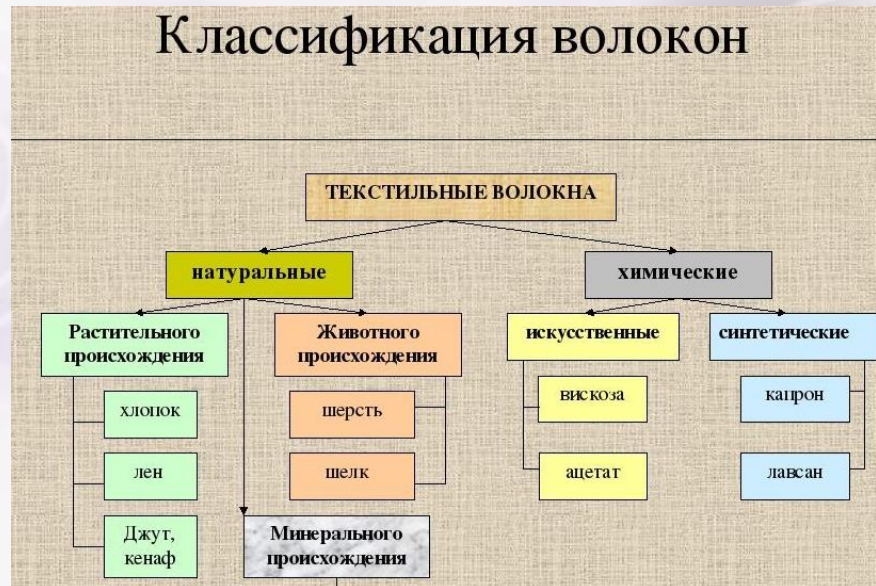 Классификация волокон
ТЕКСТИЛЬНЫЕ ВОЛОКНА
натуральные
химические
Растительного
происхождения
Животного
происхождения
искусственные
синтетические
хлопок
шерсть
вискоза
капрон
лен
шелк
ацетат
лавсан
Джут,
кенаф
Минерального
происхождения